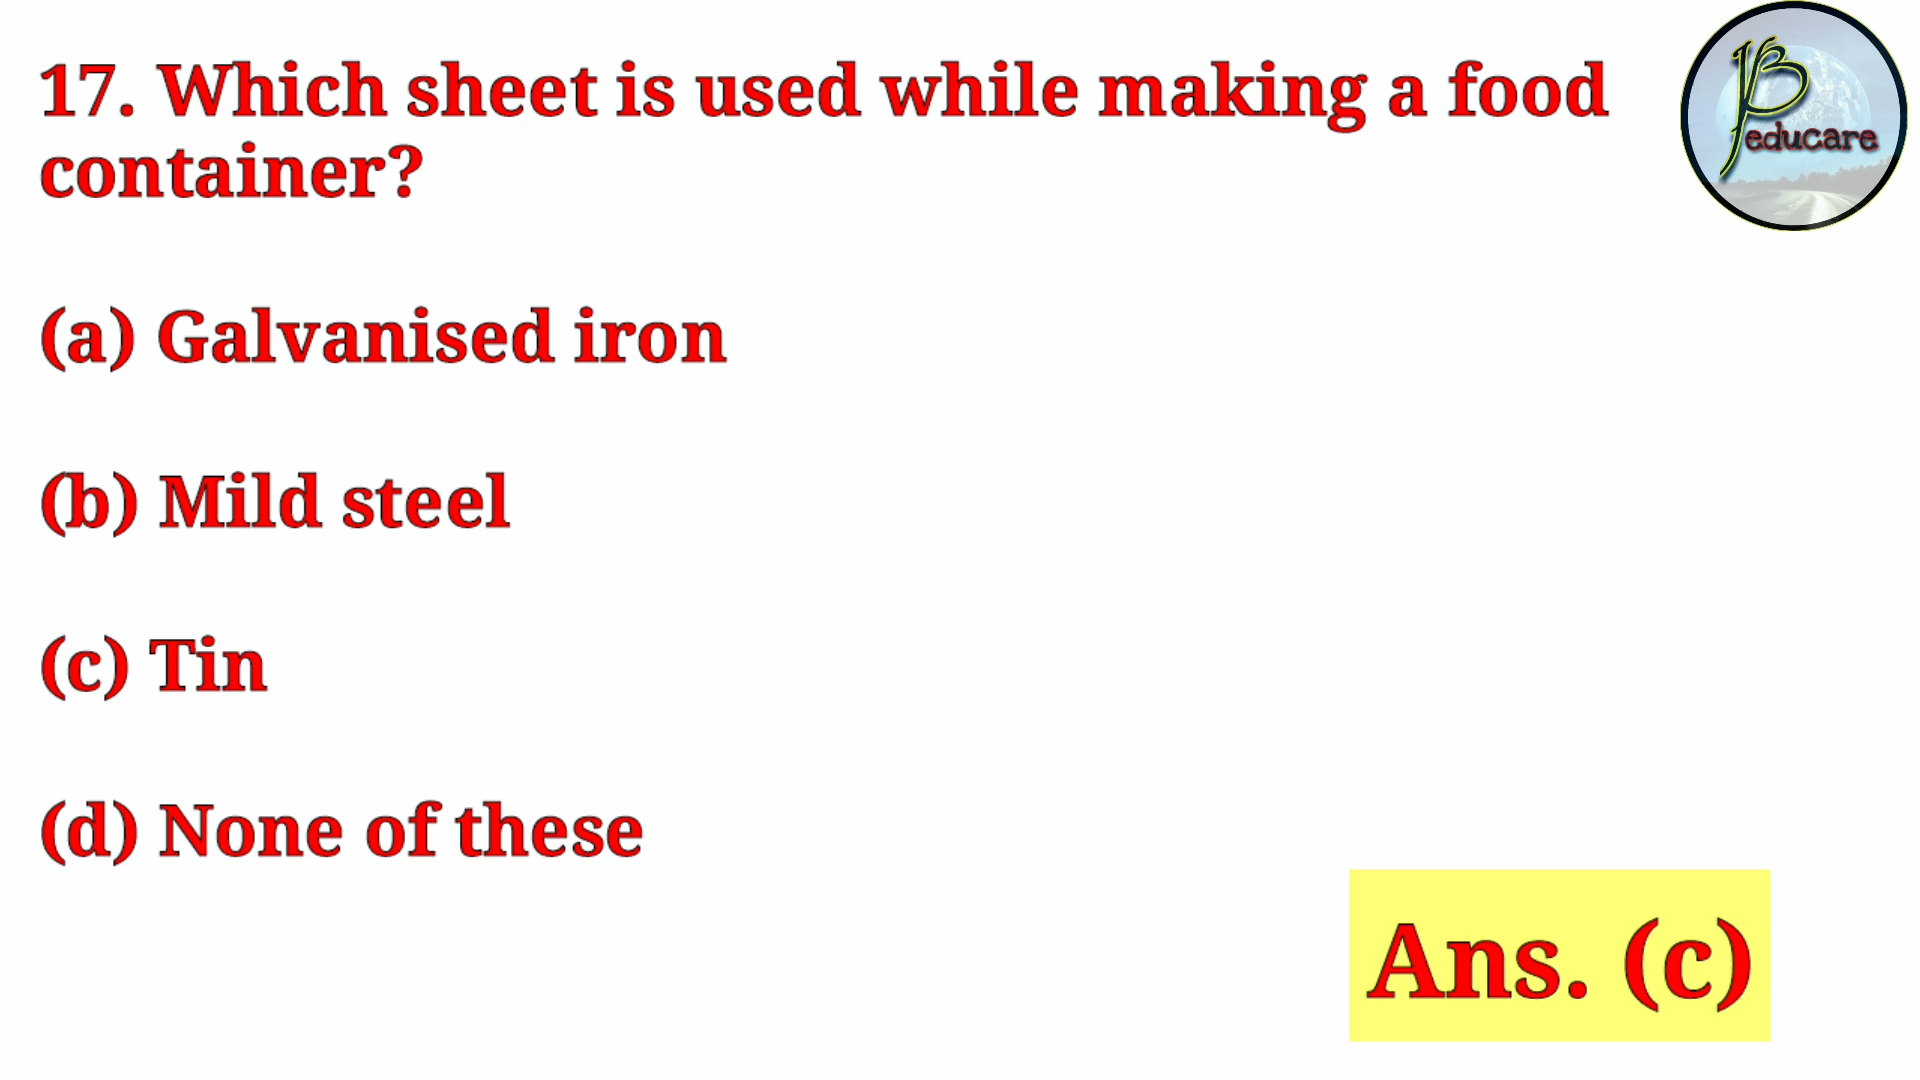 17. Which sheet is used while making a food
container?
(a) Galvanised iron
(b) Mild steel
(c) Tin
(d) None of these
Ans. (c)
educare